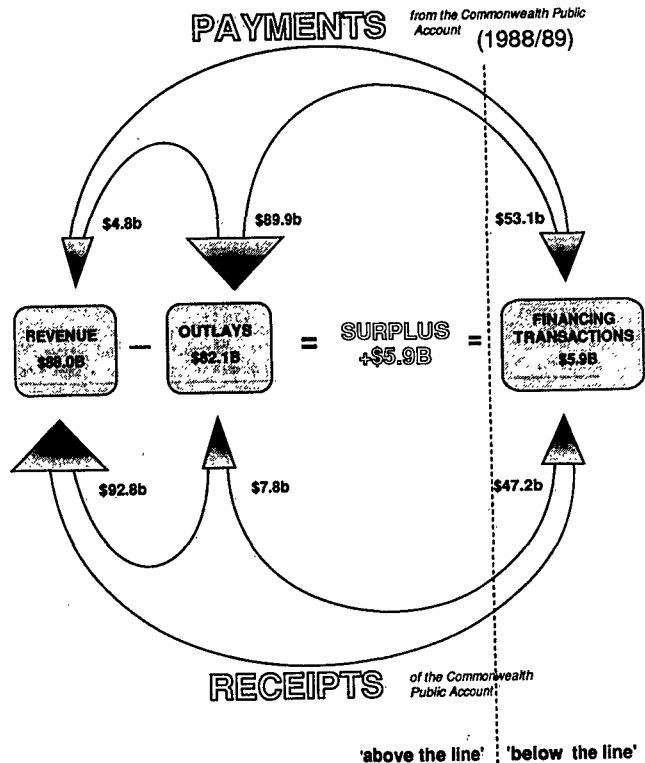 PAYMENTS
from the Commonwealth Public
Account
(1988/89)
$4.8b
$89.9b
$53.1b
REVENUE
$88.0B
—
OUTLAYS
$82.1B
=
SURPLUS
+$5.9B
=
FINANCING
TRANSACTIONS
$5.9B
$92.8b
$7.8b
$47.2b
RECEIPTS
of the Commonwealth
Public Account
'above the line'
'below the line'